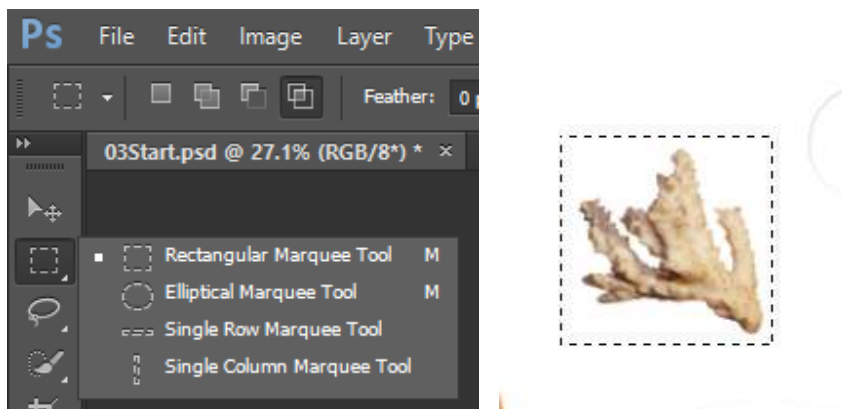 Ps File Edit Image Layer Type
Feather: 0 p
03Start.psd @ 27.1% (RGB/8*) * ×
Rectangular Marquee Tool M
Elliptical Marquee Tool M
Single Row Marquee Tool
Single Column Marquee Tool